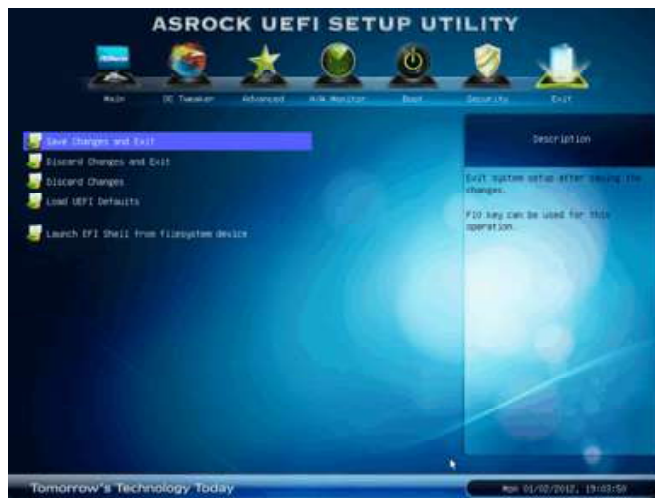 ASROCK UEFI SETUP UTILITY
Main OC Tweaker Advanced H/W Monitor Boot Security Exit
Save Changes and Exit
Discard Changes and Exit
Discard Changes
Load UEFI Defaults
Launch EFI Shell from filesystem device
Description
Exit system setup after saving the
changes.
F10 key can be used for this
operation.
Tomorrow's Technology Today
Mon 01/02/2012, 19:03:50